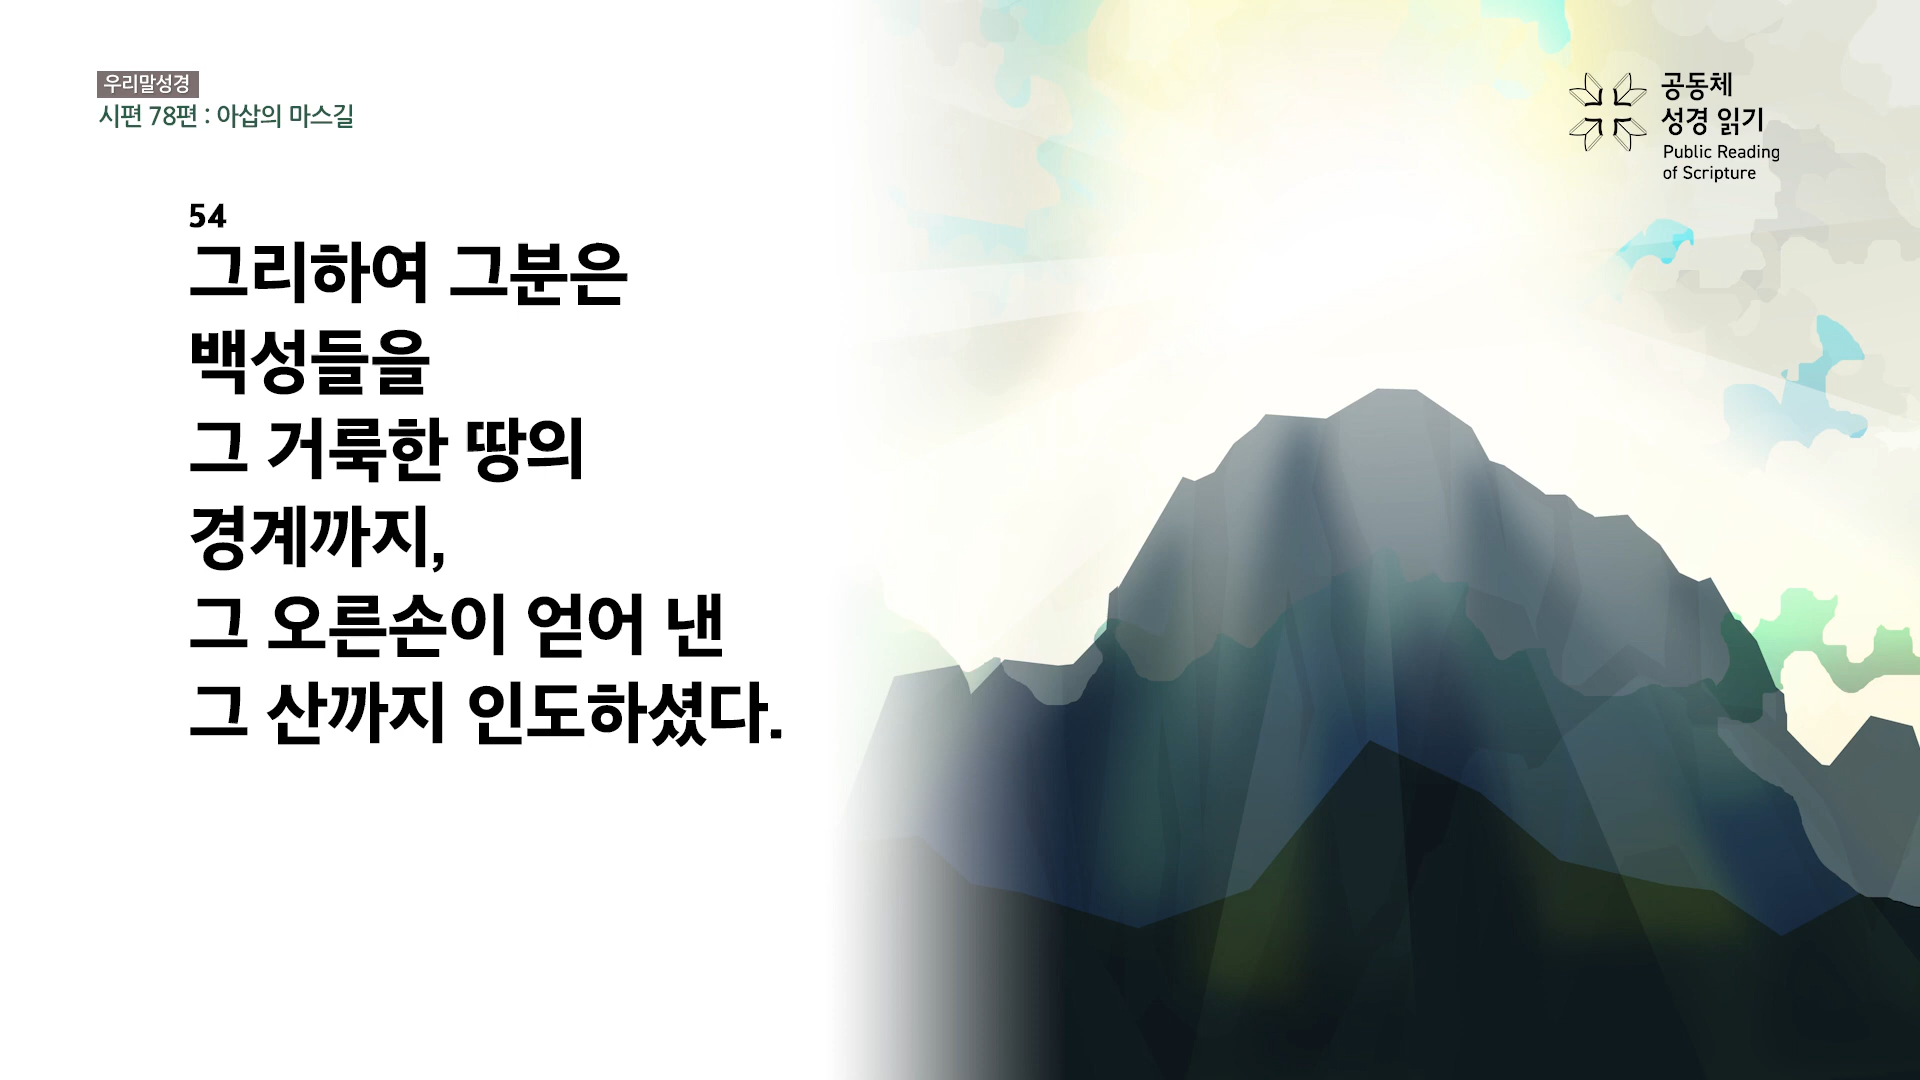 우리말성경
시편 78편 : 아삽의 마스길
공동체
성경 읽기
Public Reading
of Scripture
54
그리하여 그분은
백성들을
그 거룩한 땅의
경계까지,
그 오른손이 얻어 낸
그 산까지 인도하셨다.